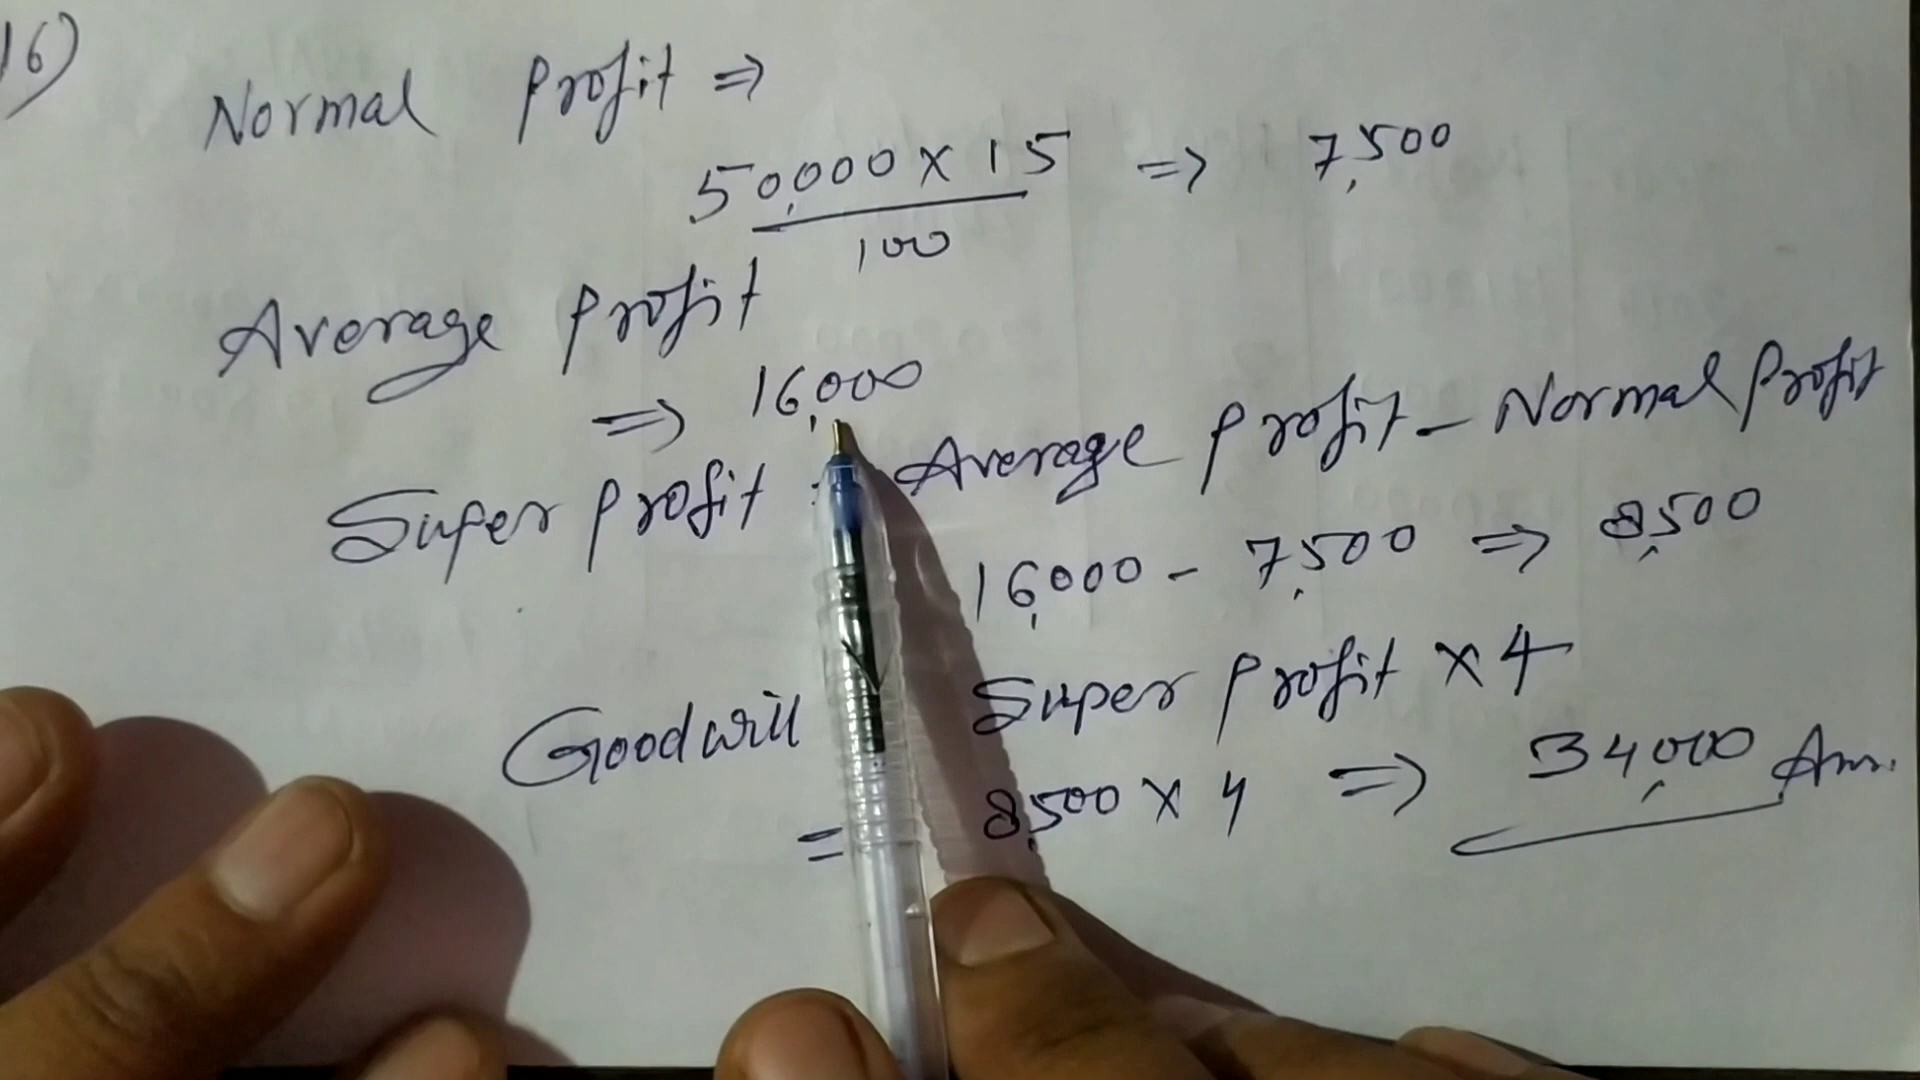 16)
Normal Profit ⇒
50,000 × 15 ⇒ 7,500
100
Average Profit
⇒ 16,000
Super Profit Average Profit - Normal Profit
16,000 - 7,500 ⇒ 8,500
Goodwill Super Profit × 4
= 8,500 × 4 ⇒ 34,000 Ans.